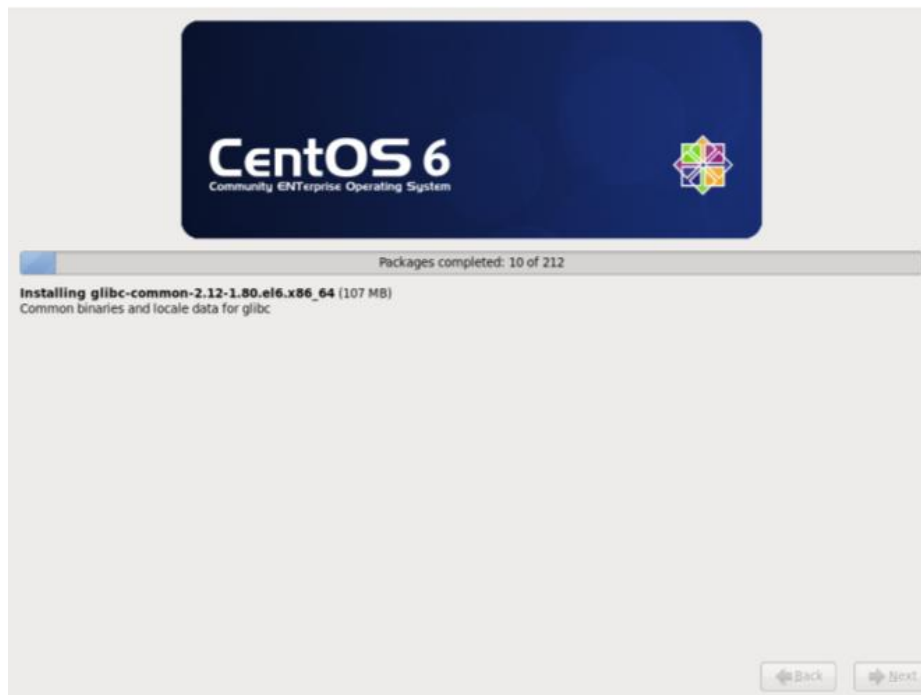 CentOS 6
Community ENTerprise Operating System
Packages completed: 10 of 212
Installing glibc-common-2.12-1.80.el6.x86_64 (107 MB)
Common binaries and locale data for glibc
Back
Next